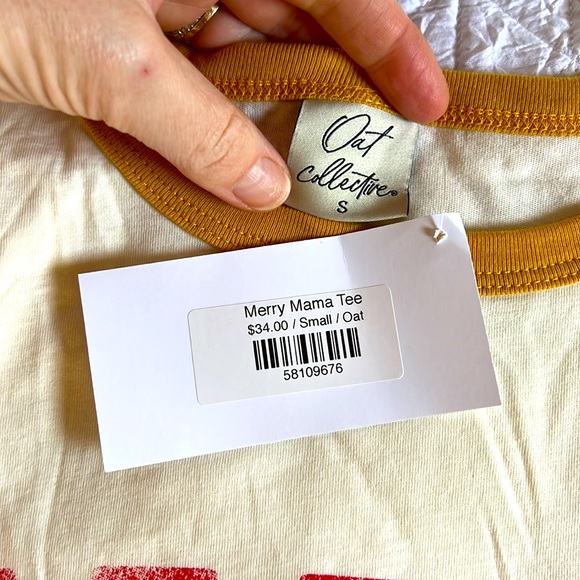 Oat
Collective
S
Merry Mama Tee
$34.00 / Small / Oat
58109676